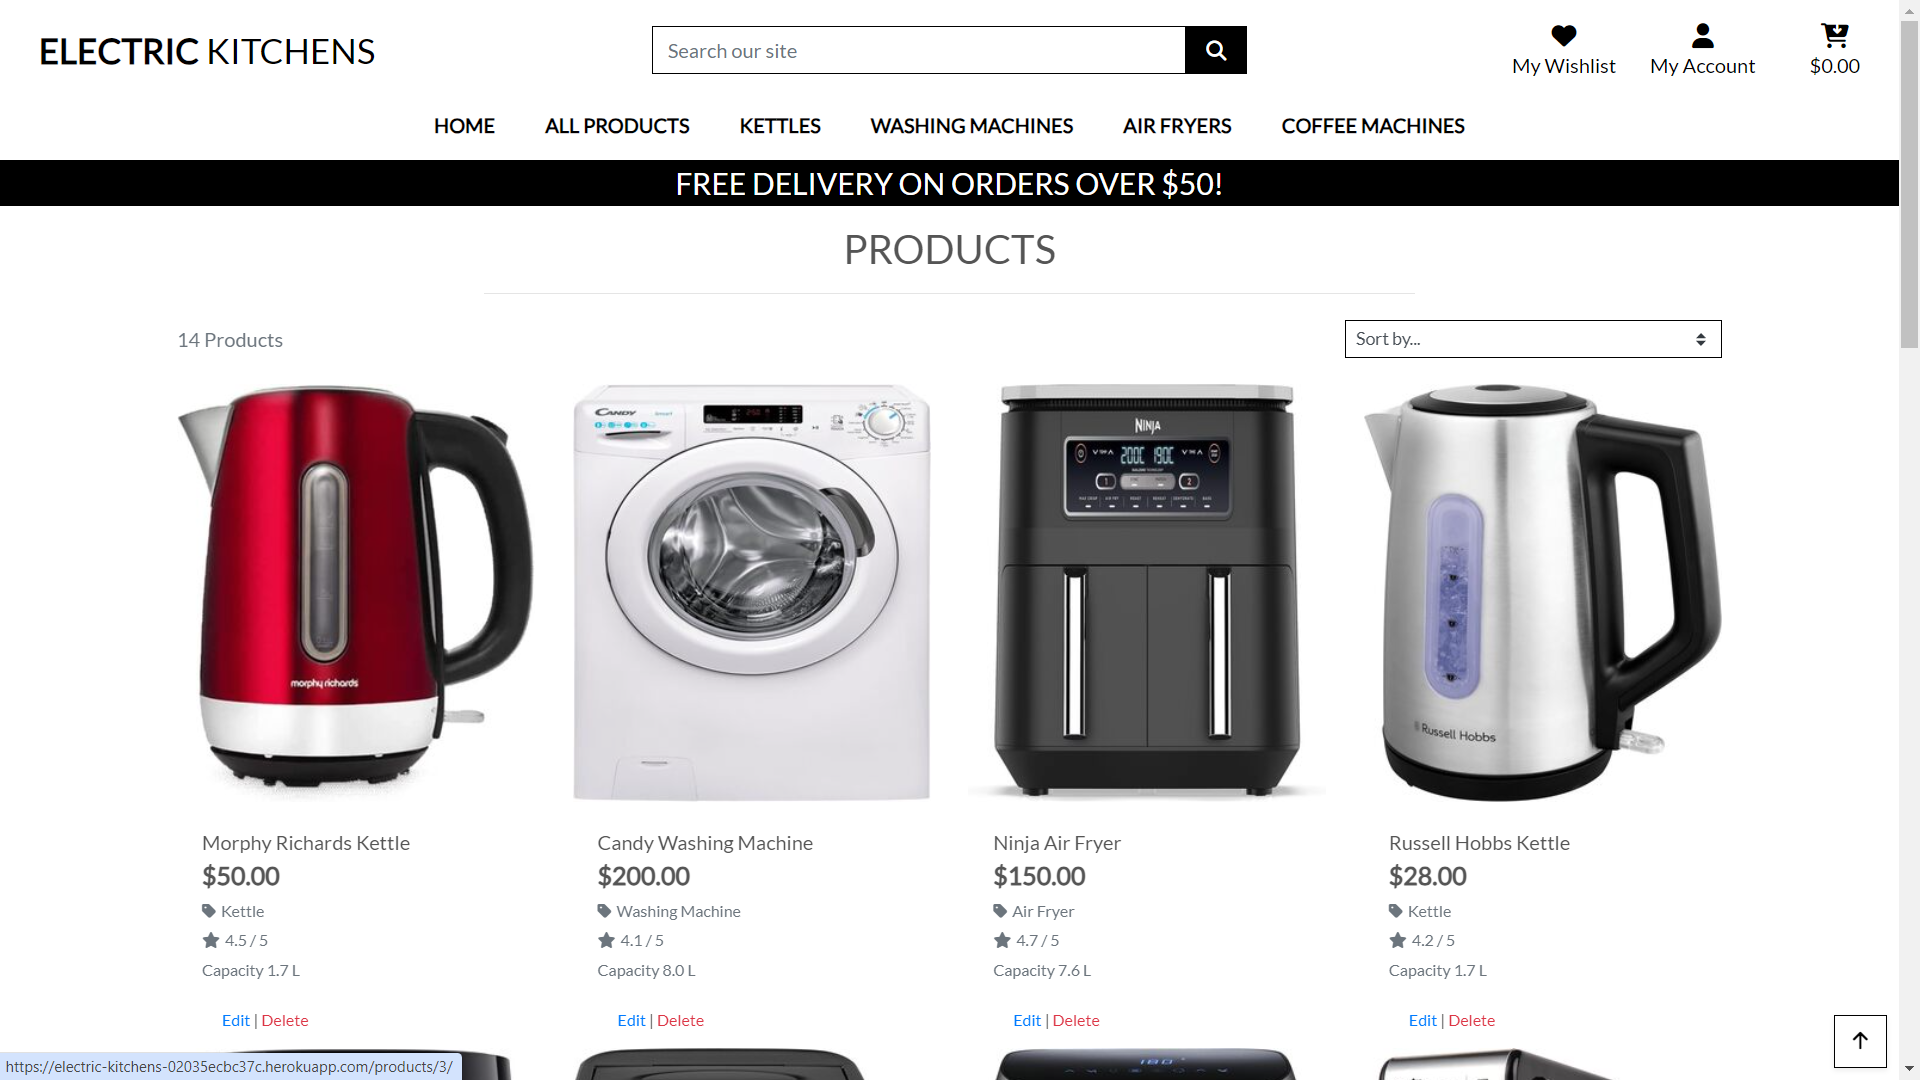 ELECTRIC KITCHENS
Search our site
My Wishlist
My Account
$0.00
HOME
ALL PRODUCTS
KETTLES
WASHING MACHINES
AIR FRYERS
COFFEE MACHINES
FREE DELIVERY ON ORDERS OVER $50!
PRODUCTS
14 Products
Sort by...
morphy richards
CANDY
NINJA
200C 190C
1
2
Russell Hobbs
Morphy Richards Kettle
$50.00
Kettle
4.5 / 5
Capacity 1.7 L
Edit | Delete
Candy Washing Machine
$200.00
Washing Machine
4.1 / 5
Capacity 8.0 L
Edit | Delete
Ninja Air Fryer
$150.00
Air Fryer
4.7 / 5
Capacity 7.6 L
Edit | Delete
Russell Hobbs Kettle
$28.00
Kettle
4.2 / 5
Capacity 1.7 L
Edit | Delete
180°
https://electric-kitchens-02035ecbc37c.herokuapp.com/products/3/